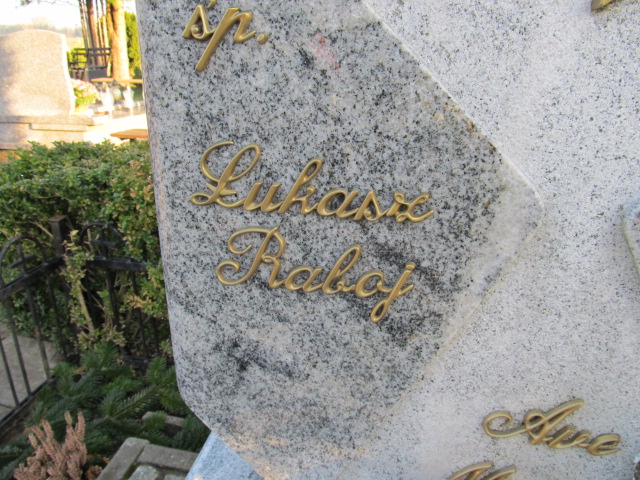 śp.
Łukasz
Raboj
Ave